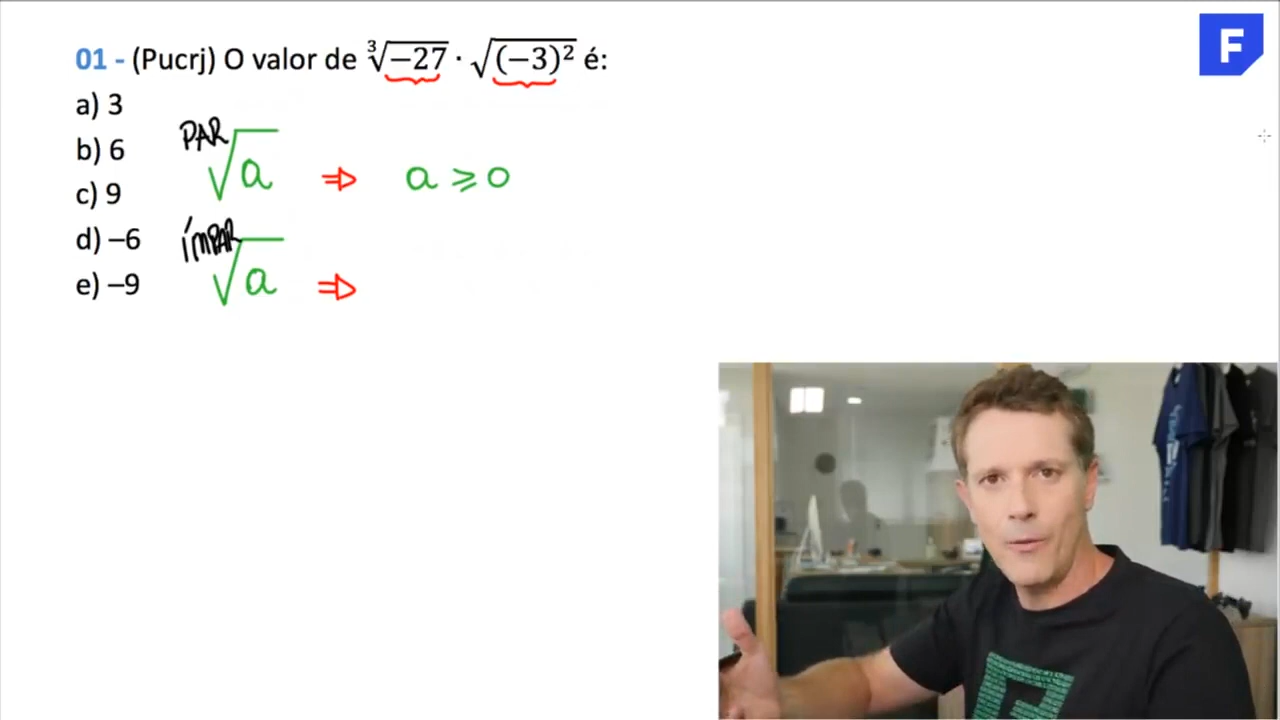 01 - (Pucrj) O valor de ∛−27 · √(−3)² é:
a) 3
b) 6
c) 9
d) –6
e) –9
PAR√a ⇒ a ⩾ 0
ÍMPAR√a ⇒
F